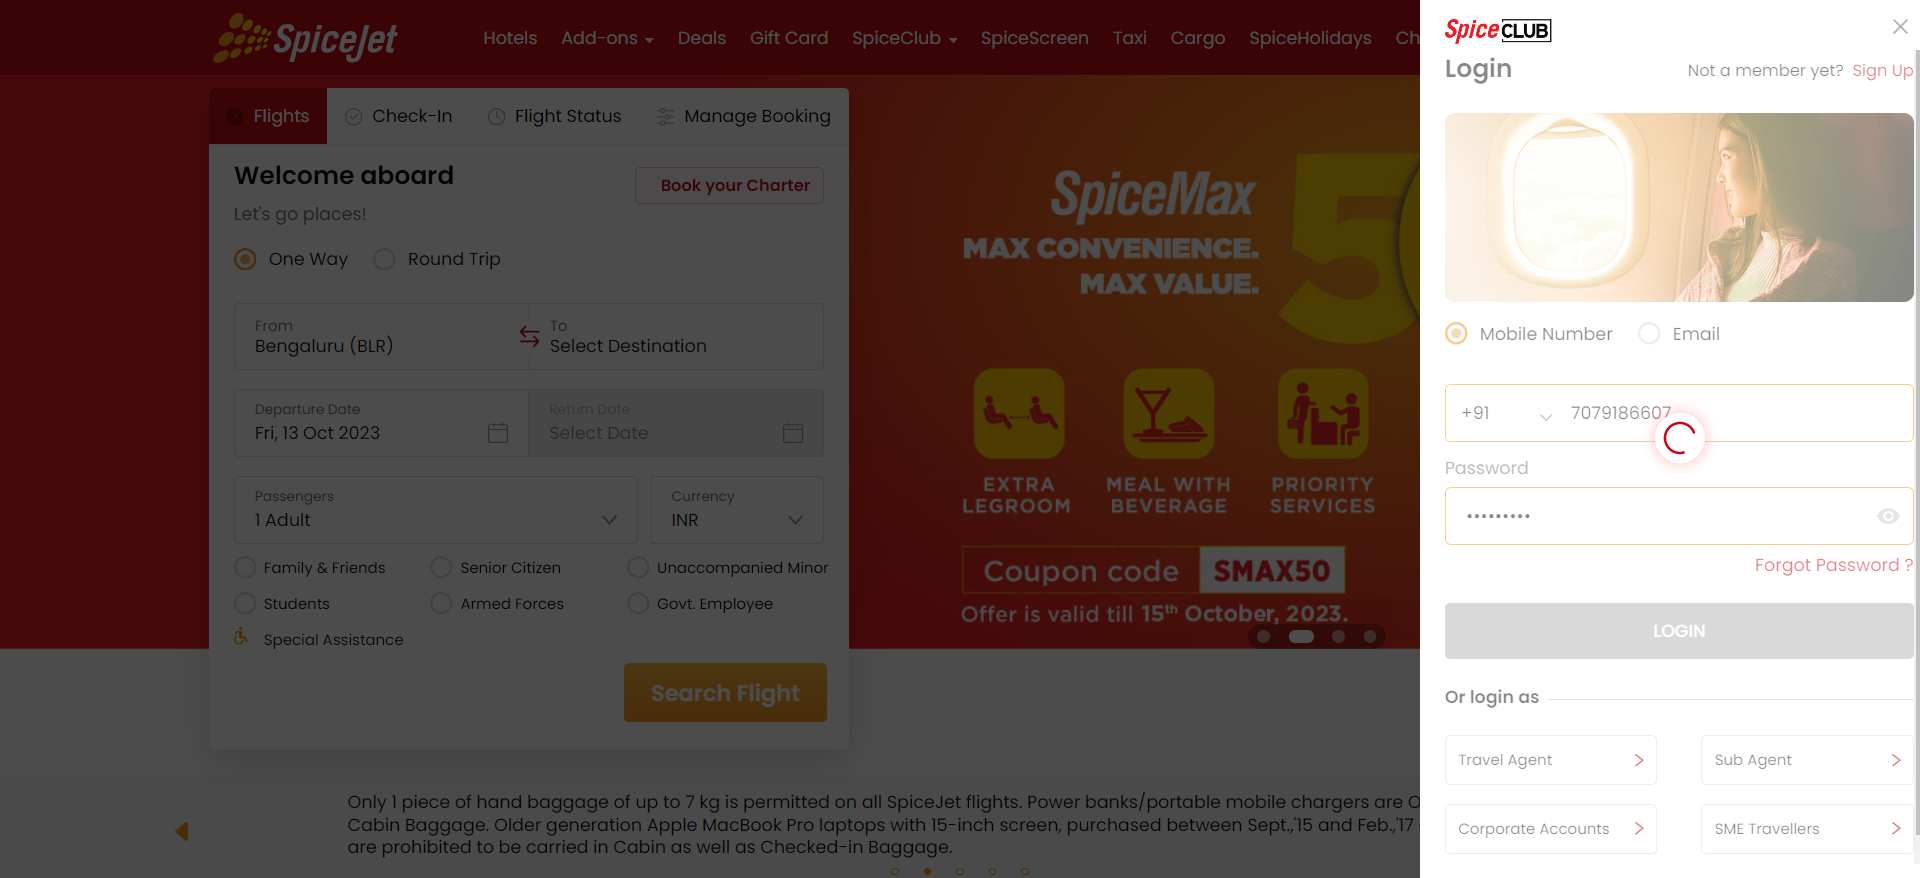 SpiceJet
Hotels Add-ons Deals Gift Card SpiceClub SpiceScreen Taxi Cargo SpiceHolidays Ch
Flights Check-In Flight Status Manage Booking
Welcome aboard
Book your Charter
Let's go places!
One Way Round Trip
From
Bengaluru (BLR)
To
Select Destination
Departure Date
Fri, 13 Oct 2023
Return Date
Select Date
Passengers
1 Adult
Currency
INR
Family & Friends Senior Citizen Unaccompanied Minor
Students Armed Forces Govt. Employee
Special Assistance
Search Flight
SpiceMax
MAX CONVENIENCE.
MAX VALUE.
5
EXTRA
LEGROOM
MEAL WITH
BEVERAGE
PRIORITY
SERVICES
Coupon code SMAX50
Offer is valid till 15th October, 2023.
Only 1 piece of hand baggage of up to 7 kg is permitted on all SpiceJet flights. Power banks/portable mobile chargers are O
Cabin Baggage. Older generation Apple MacBook Pro laptops with 15-inch screen, purchased between Sept.,'15 and Feb.,'17
are prohibited to be carried in Cabin as well as Checked-in Baggage.
SpiceCLUB
Login
Not a member yet? Sign Up
Mobile Number Email
+91 7079186607
Password
Forgot Password ?
LOGIN
Or login as
Travel Agent Sub Agent
Corporate Accounts SME Travellers